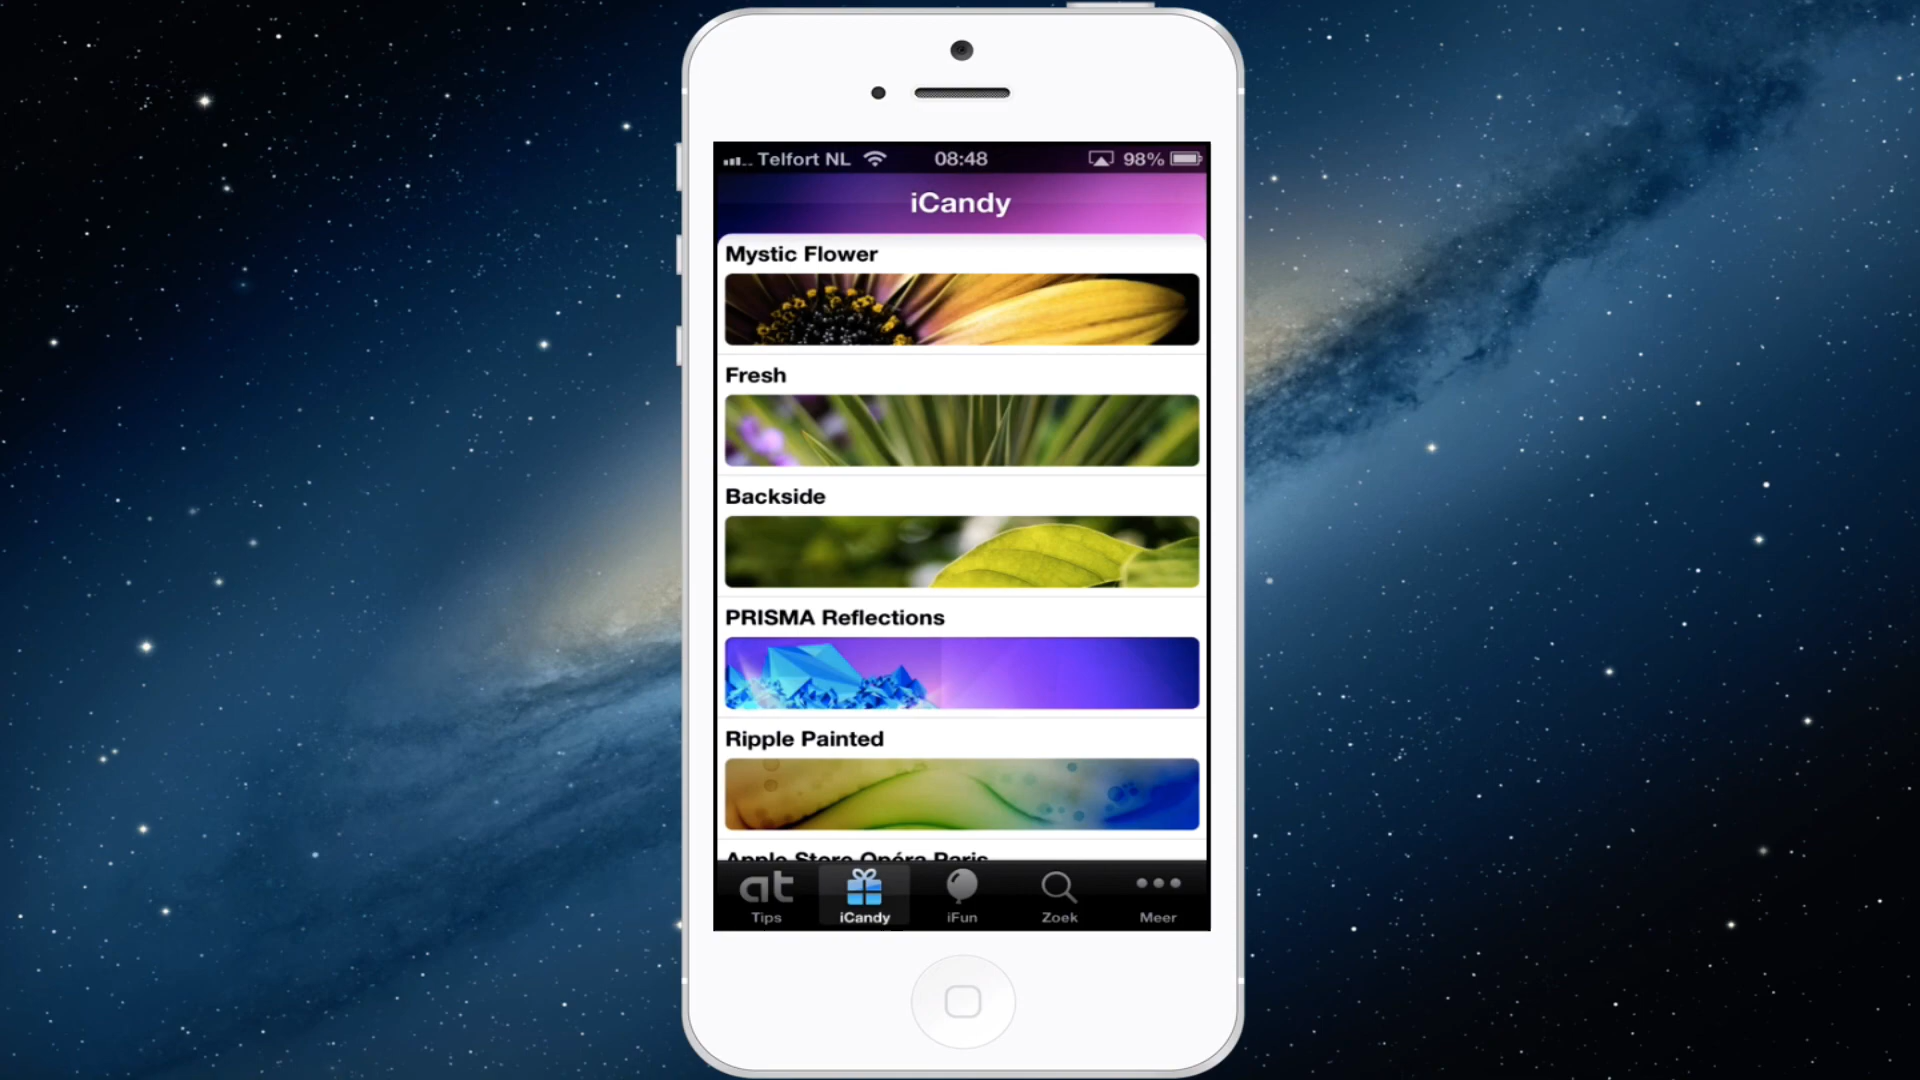 Telfort NL 08:48 98%
iCandy
Mystic Flower
Fresh
Backside
PRISMA Reflections
Ripple Painted
Apple Store Opéra Paris
at
Tips iCandy iFun Zoek Meer